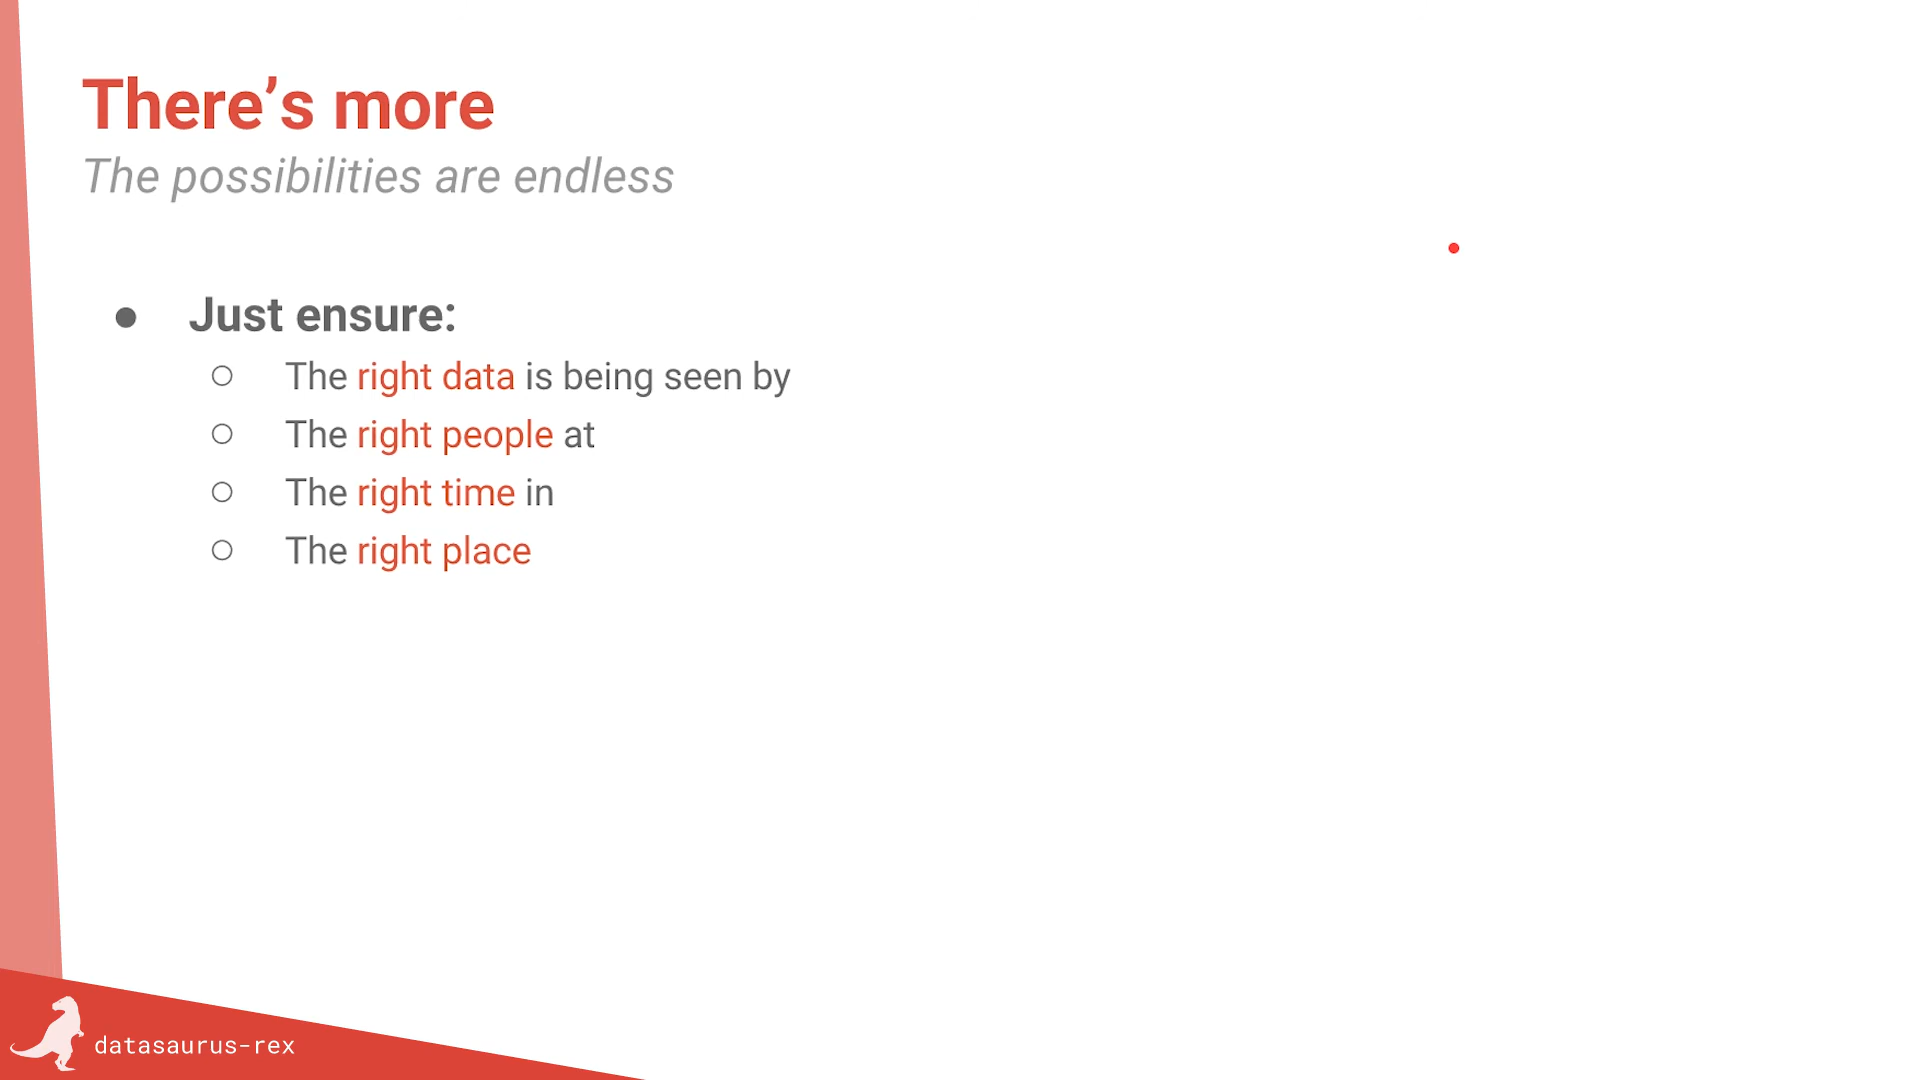 There’s more
The possibilities are endless
● Just ensure:
○ The right data is being seen by
○ The right people at
○ The right time in
○ The right place
datasaurus-rex